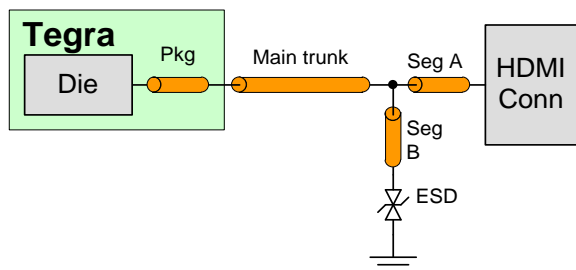 Tegra
Die
Pkg
Main trunk
Seg A
HDMI
Conn
Seg
B
ESD